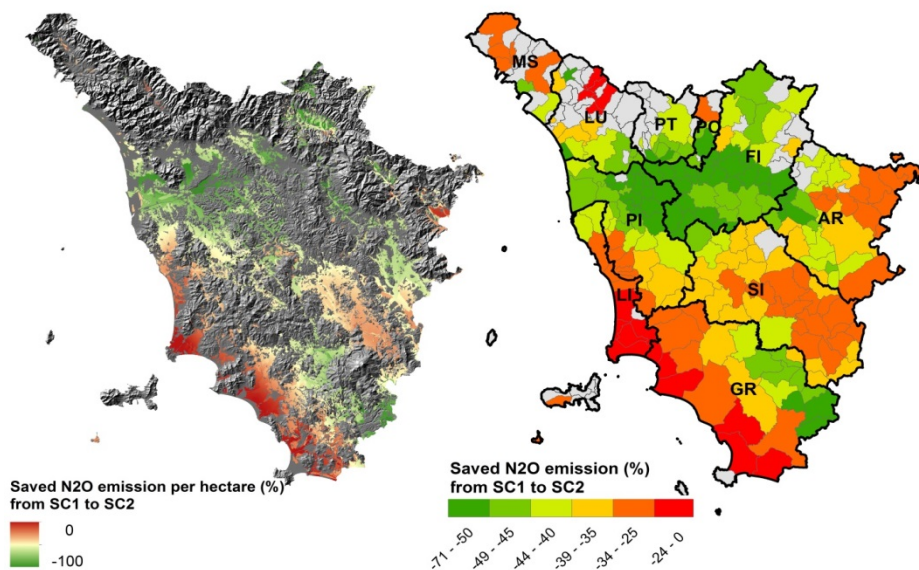 MS
LU
PT
PO
FI
PI
AR
LI
SI
GR
Saved N2O emission per hectare (%)
from SC1 to SC2
0
-100
Saved N2O emission (%)
from SC1 to SC2
-71 - -50
-49 - -45
-44 - -40
-39 - -35
-34 - -25
-24 - 0